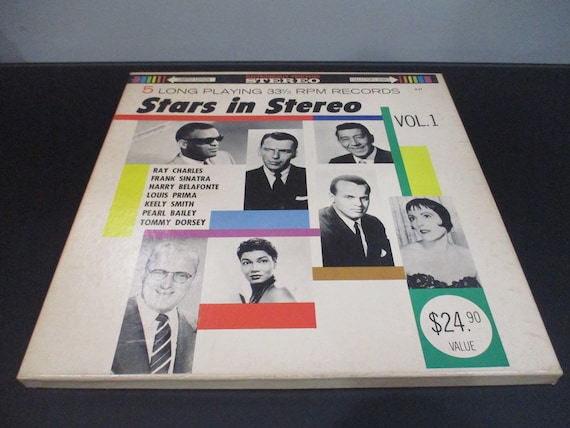 STEREO
5 LONG PLAYING 33⅓ RPM RECORDS
Stars in Stereo
VOL.1
RAY CHARLES
FRANK SINATRA
HARRY BELAFONTE
LOUIS PRIMA
KEELY SMITH
PEARL BAILEY
TOMMY DORSEY
$24.90
VALUE